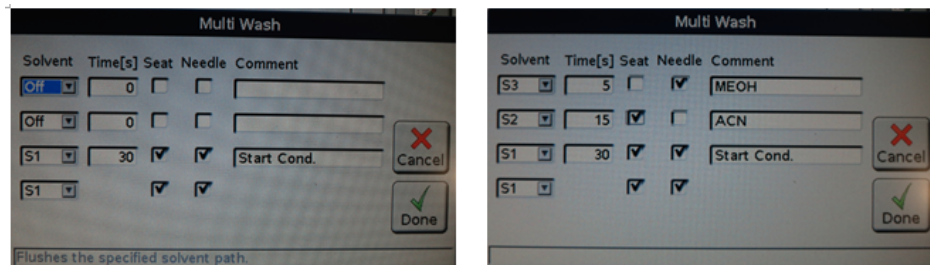 Multi Wash
Solvent Time[s] Seat Needle Comment
Off 0
Off 0
S1 30 Start Cond.
Cancel
S1
Done
Flushes the specified solvent path.
Multi Wash
Solvent Time[s] Seat Needle Comment
S3 5 MEOH
S2 15 ACN
S1 30 Start Cond.
Cancel
S1
Done